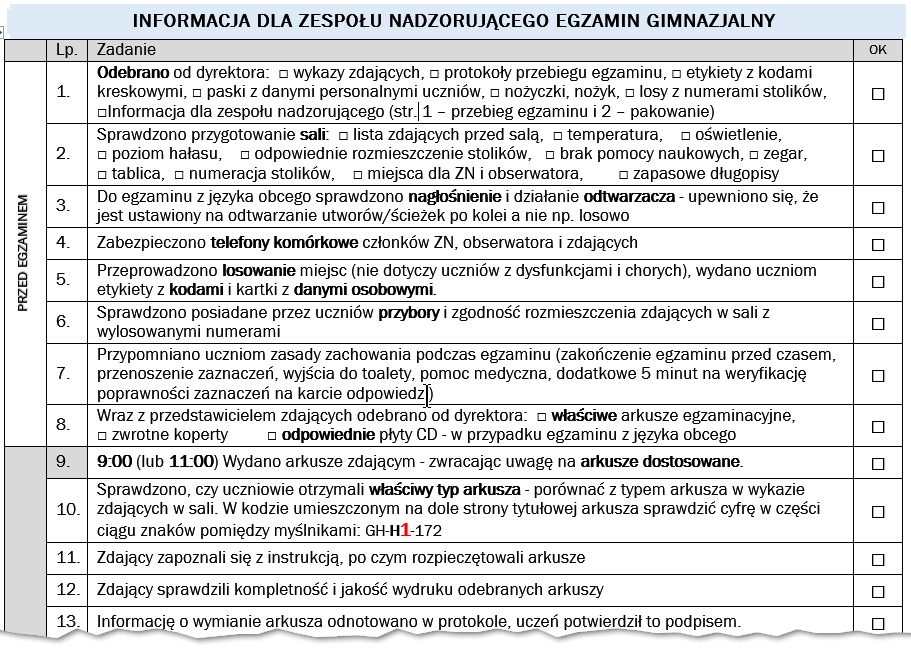 INFORMACJA DLA ZESPOŁU NADZORUJĄCEGO EGZAMIN GIMNAZJALNY
Lp. Zadanie OK
PRZED EGZAMINEM
1. Odebrano od dyrektora: □ wykazy zdających, □ protokoły przebiegu egzaminu, □ etykiety z kodami
kreskowymi, □ paski z danymi personalnymi uczniów, □ nożyczki, nożyk, □ losy z numerami stolików,
□Informacja dla zespołu nadzorującego (str. 1 – przebieg egzaminu i 2 – pakowanie) □
2. Sprawdzono przygotowanie sali: □ lista zdających przed salą, □ temperatura, □ oświetlenie,
□ poziom hałasu, □ odpowiednie rozmieszczenie stolików, □ brak pomocy naukowych, □ zegar,
□ tablica, □ numeracja stolików, □ miejsca dla ZN i obserwatora, □ zapasowe długopisy □
3. Do egzaminu z języka obcego sprawdzono nagłośnienie i działanie odtwarzacza - upewniono się, że
jest ustawiony na odtwarzanie utworów/ścieżek po kolei a nie np. losowo □
4. Zabezpieczono telefony komórkowe członków ZN, obserwatora i zdających □
5. Przeprowadzono losowanie miejsc (nie dotyczy uczniów z dysfunkcjami i chorych), wydano uczniom
etykiety z kodami i kartki z danymi osobowymi. □
6. Sprawdzono posiadane przez uczniów przybory i zgodność rozmieszczenia zdających w sali z
wylosowanymi numerami □
7. Przypomniano uczniom zasady zachowania podczas egzaminu (zakończenie egzaminu przed czasem,
przenoszenie zaznaczeń, wyjścia do toalety, pomoc medyczna, dodatkowe 5 minut na weryfikację
poprawności zaznaczeń na karcie odpowiedzi) □
8. Wraz z przedstawicielem zdających odebrano od dyrektora: □ właściwe arkusze egzaminacyjne,
□ zwrotne koperty □ odpowiednie płyty CD - w przypadku egzaminu z języka obcego □
9. 9:00 (lub 11:00) Wydano arkusze zdającym - zwracając uwagę na arkusze dostosowane. □
10. Sprawdzono, czy uczniowie otrzymali właściwy typ arkusza - porównać z typem arkusza w wykazie
zdających w sali. W kodzie umieszczonym na dole strony tytułowej arkusza sprawdzić cyfrę w części
ciągu znaków pomiędzy myślnikami: GH-H1-172 □
11. Zdający zapoznali się z instrukcją, po czym rozpieczętowali arkusze □
12. Zdający sprawdzili kompletność i jakość wydruku odebranych arkuszy □
13. Informację o wymianie arkusza odnotowano w protokole, uczeń potwierdził to podpisem. □